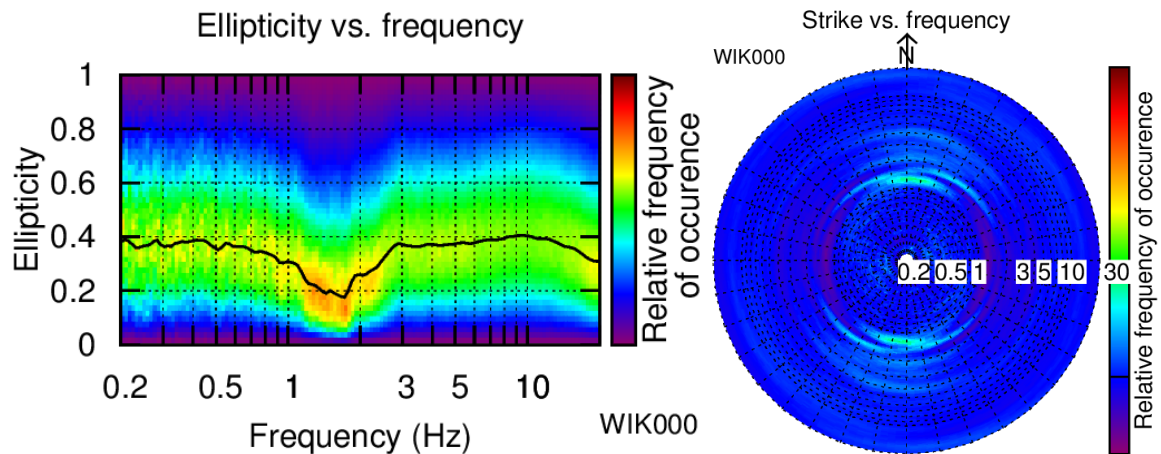 Ellipticity vs. frequency
1
0.8
0.6
0.4
0.2
0
Ellipticity
0.2 0.5 1 3 5 10
Frequency (Hz)
WIK000
Relative frequency
of occurence
Strike vs. frequency
WIK000
N
0.2 0.5 1 3 5 10 30
Relative frequency of occurence